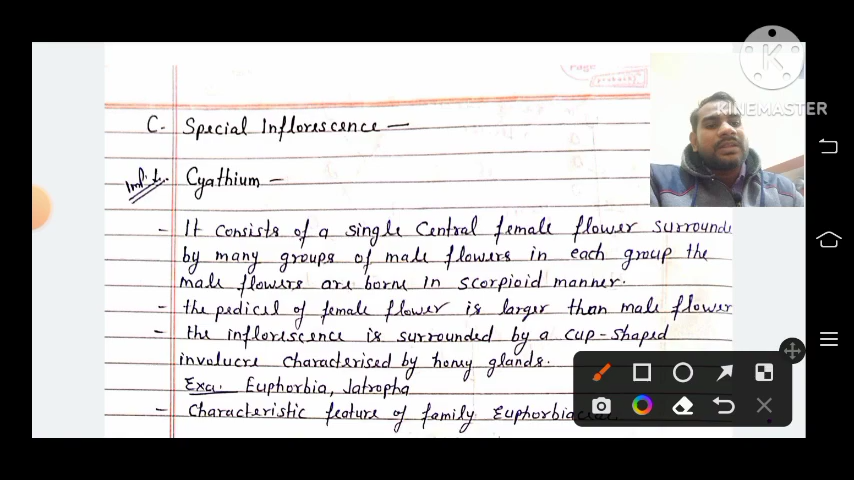 KINEMASTER
C. Special Inflorescence —
Cyathium —
- It consists of a single Central female flower surround
by many groups of male flowers in each group the
male flowers are borne in scorpioid manner.
- the pedicel of female flower is larger than male flower
- the inflorescence is surrounded by a cup-shaped
involucre characterised by honey glands.
Exa. Euphorbia, Jatropha
- Characteristic feature of family Euphorbiaceae.